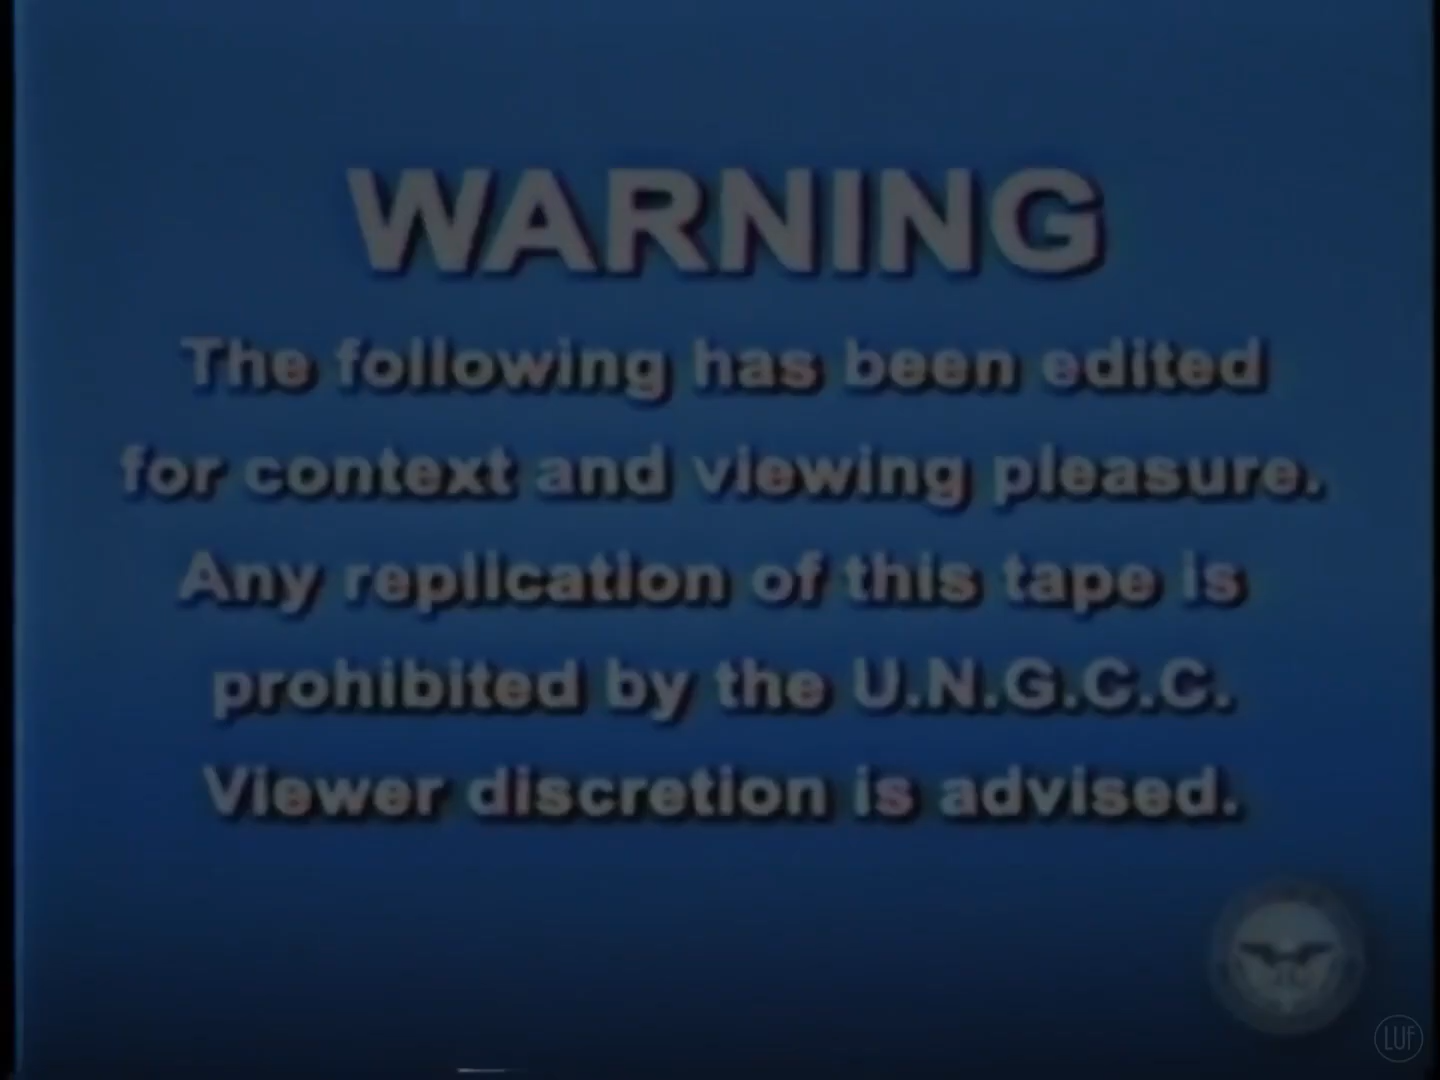 WARNING
The following has been edited
for context and viewing pleasure.
Any replication of this tape is
prohibited by the U.N.G.C.C.
Viewer discretion is advised.
LUF